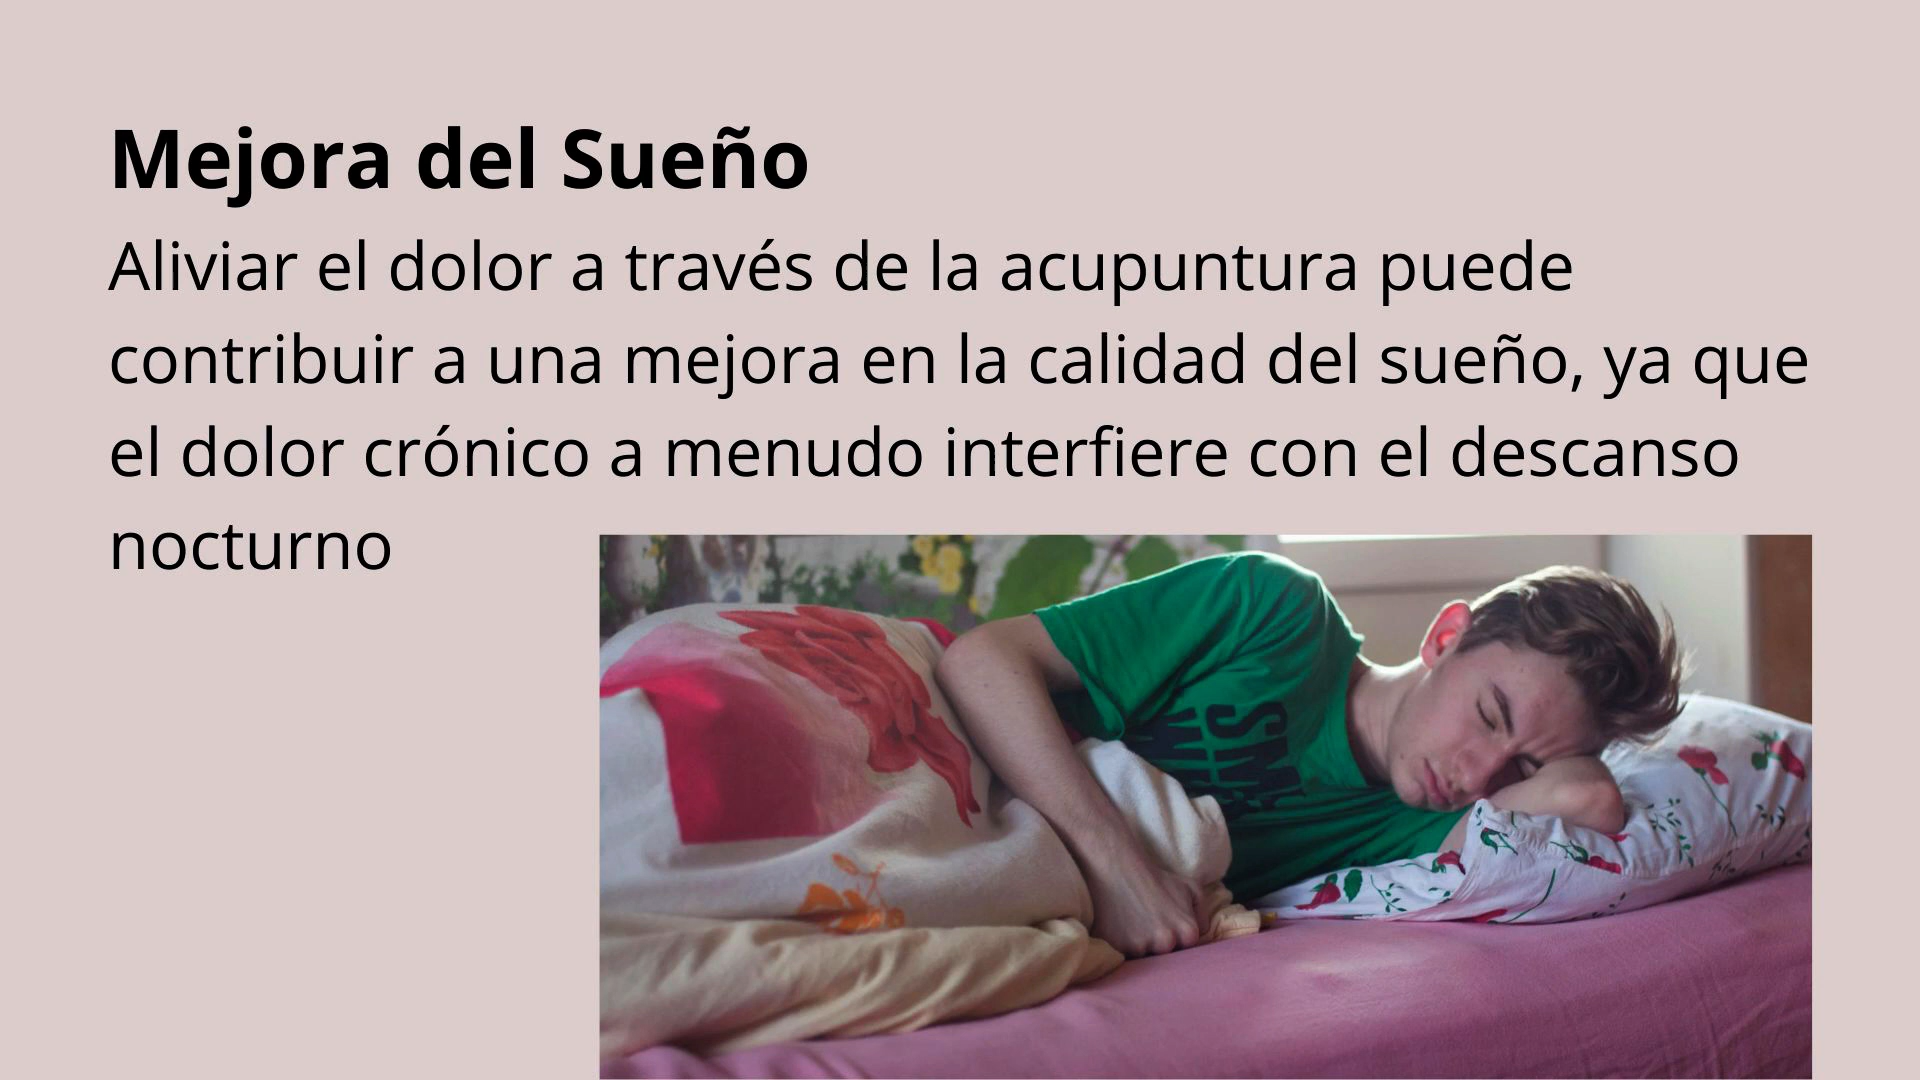 Mejora del Sueño
Aliviar el dolor a través de la acupuntura puede
contribuir a una mejora en la calidad del sueño, ya que
el dolor crónico a menudo interfiere con el descanso
nocturno